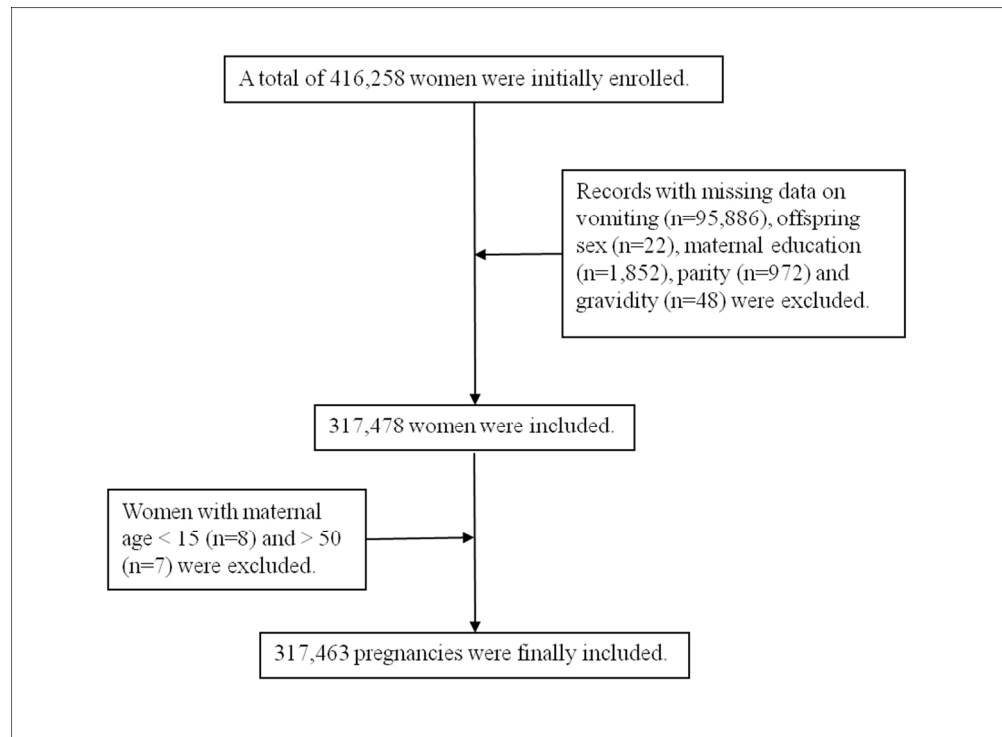 A total of 416,258 women were initially enrolled.
Records with missing data on
vomiting (n=95,886), offspring
sex (n=22), maternal education
(n=1,852), parity (n=972) and
gravidity (n=48) were excluded.
317,478 women were included.
Women with maternal
age < 15 (n=8) and > 50
(n=7) were excluded.
317,463 pregnancies were finally included.